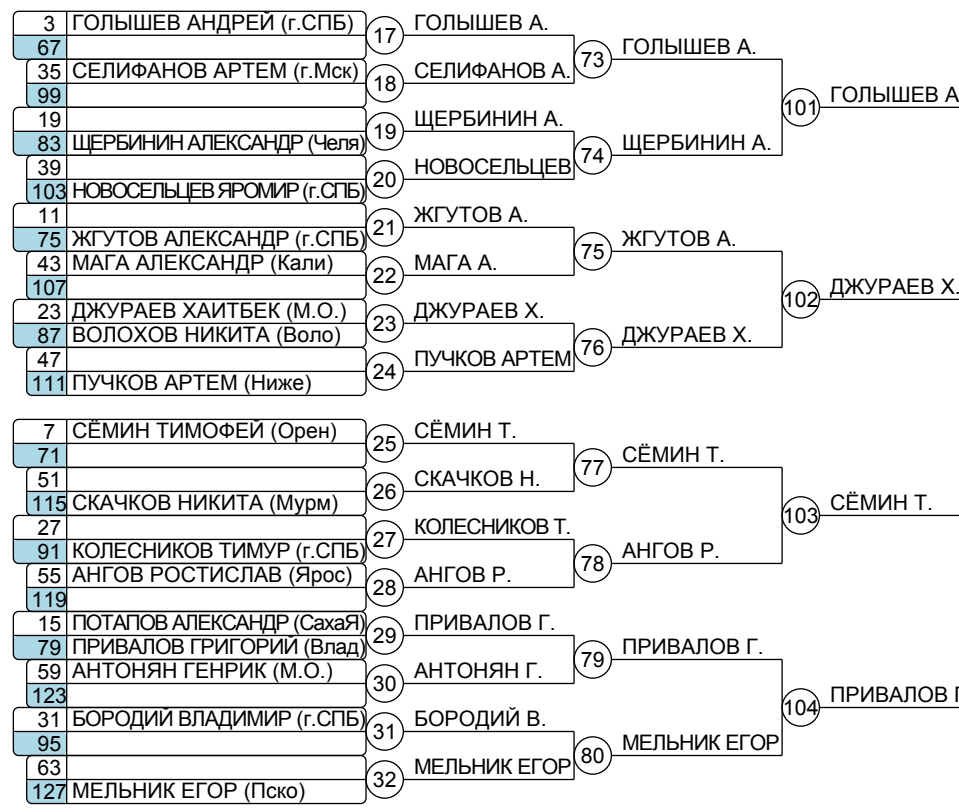 3 ГОЛЫШЕВ АНДРЕЙ (г.СПБ) 17 ГОЛЫШЕВ А.
67 73 ГОЛЫШЕВ А.
35 СЕЛИФАНОВ АРТЕМ (г.Мск) 18 СЕЛИФАНОВ А.
99 101 ГОЛЫШЕВ А
19 19 ЩЕРБИНИН А.
83 ЩЕРБИНИН АЛЕКСАНДР (Челя) 74 ЩЕРБИНИН А.
39 20 НОВОСЕЛЬЦЕВ
103 НОВОСЕЛЬЦЕВ ЯРОМИР (г.СПБ)
11 21 ЖГУТОВ А.
75 ЖГУТОВ АЛЕКСАНДР (г.СПБ) 75 ЖГУТОВ А.
43 МАГА АЛЕКСАНДР (Кали) 22 МАГА А.
107 102 ДЖУРАЕВ Х.
23 ДЖУРАЕВ ХАИТБЕК (М.О.) 23 ДЖУРАЕВ Х.
87 ВОЛОХОВ НИКИТА (Воло) 76 ДЖУРАЕВ Х.
47 24 ПУЧКОВ АРТЕМ
111 ПУЧКОВ АРТЕМ (Ниже)
7 СЁМИН ТИМОФЕЙ (Орен) 25 СЁМИН Т.
71 77 СЁМИН Т.
51 26 СКАЧКОВ Н.
115 СКАЧКОВ НИКИТА (Мурм) 103 СЁМИН Т.
27 27 КОЛЕСНИКОВ Т.
91 КОЛЕСНИКОВ ТИМУР (г.СПБ) 78 АНГОВ Р.
55 АНГОВ РОСТИСЛАВ (Ярос) 28 АНГОВ Р.
119
15 ПОТАПОВ АЛЕКСАНДР (СахаЯ) 29 ПРИВАЛОВ Г.
79 ПРИВАЛОВ ГРИГОРИЙ (Влад) 79 ПРИВАЛОВ Г.
59 АНТОНЯН ГЕНРИК (М.О.) 30 АНТОНЯН Г.
123 104 ПРИВАЛОВ Г
31 БОРОДИЙ ВЛАДИМИР (г.СПБ) 31 БОРОДИЙ В.
95 80 МЕЛЬНИК ЕГОР
63 32 МЕЛЬНИК ЕГОР
127 МЕЛЬНИК ЕГОР (Пско)